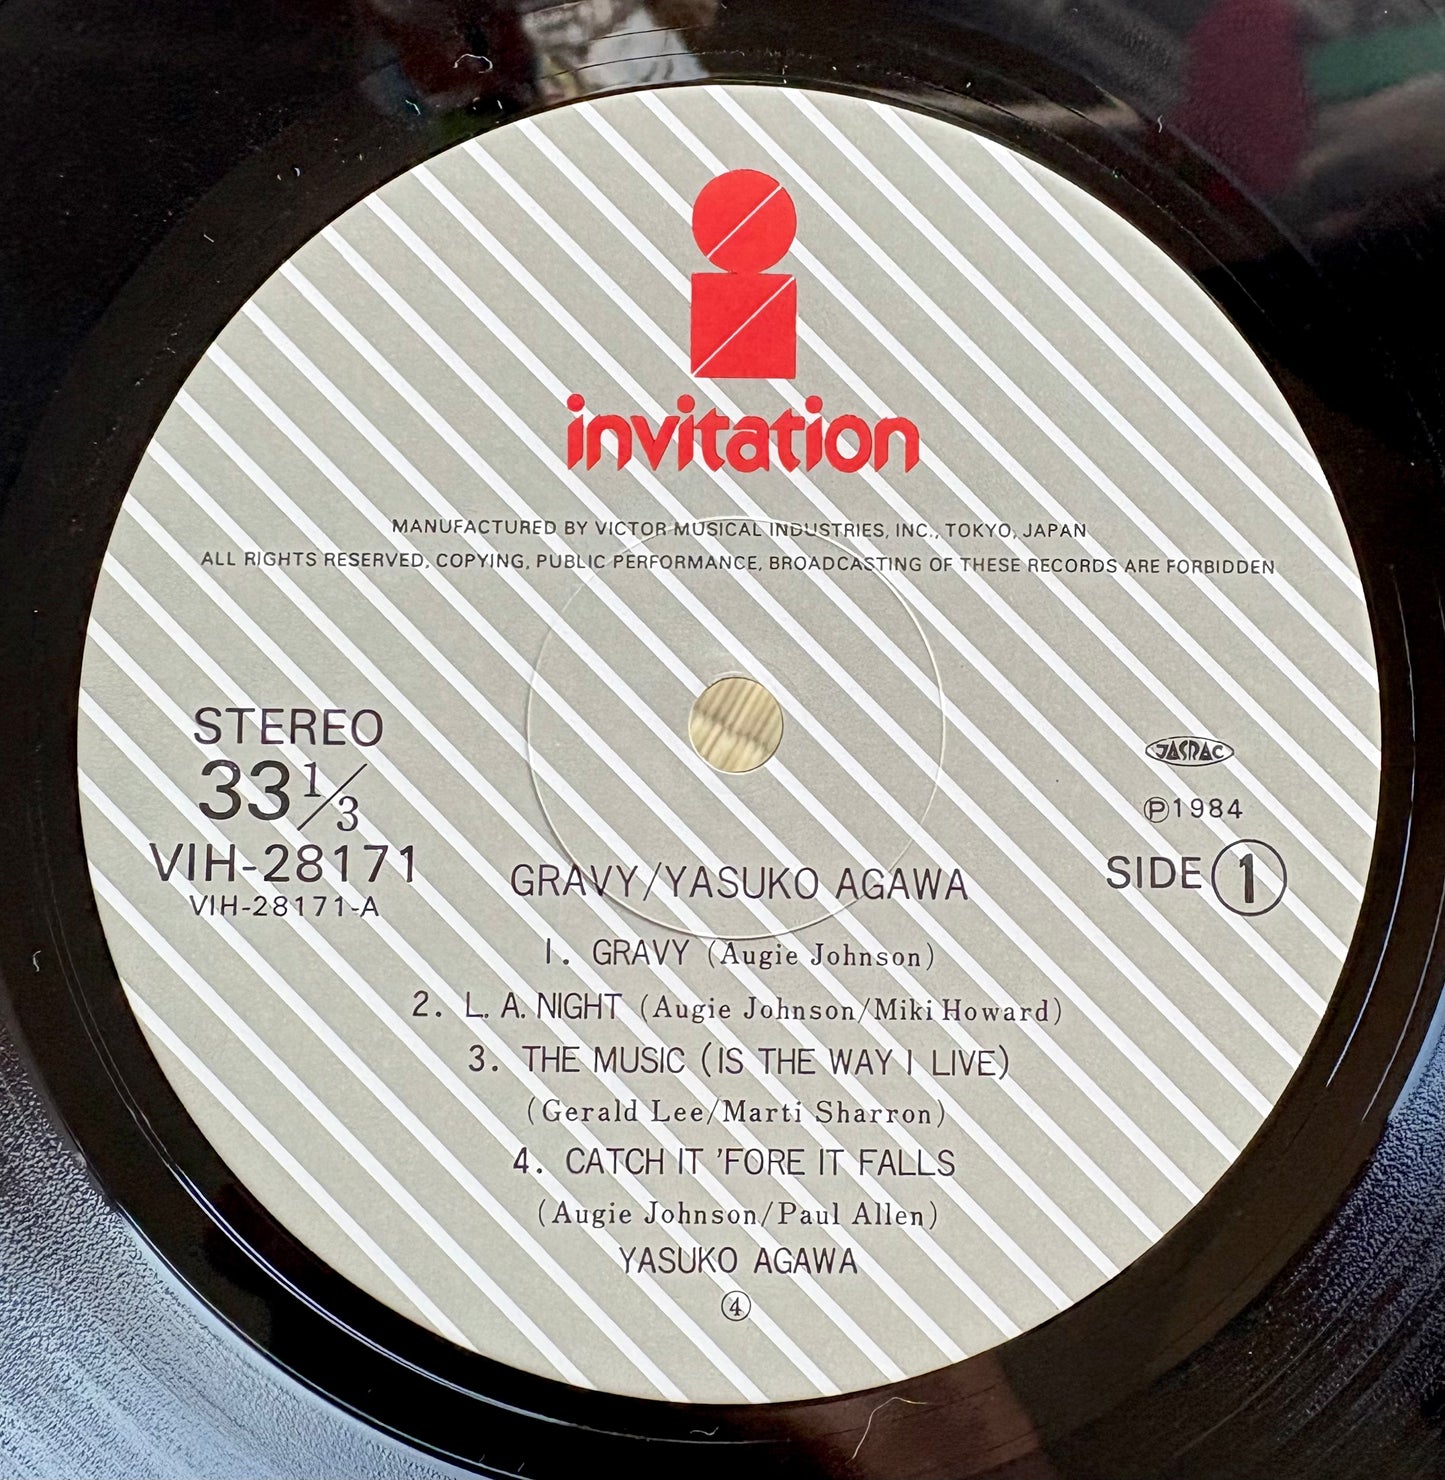 invitation
MANUFACTURED BY VICTOR MUSICAL INDUSTRIES, INC., TOKYO, JAPAN
ALL RIGHTS RESERVED, COPYING, PUBLIC PERFORMANCE, BROADCASTING OF THESE RECORDS ARE FORBIDDEN
STEREO
33 1/3
VIH-28171
VIH-28171-A
JASRAC
Ⓟ1984
SIDE ①
GRAVY/YASUKO AGAWA
1. GRAVY (Augie Johnson)
2. L. A. NIGHT (Augie Johnson/Miki Howard)
3. THE MUSIC (IS THE WAY I LIVE)
(Gerald Lee/Marti Sharron)
4. CATCH IT 'FORE IT FALLS
(Augie Johnson/Paul Allen)
YASUKO AGAWA
④